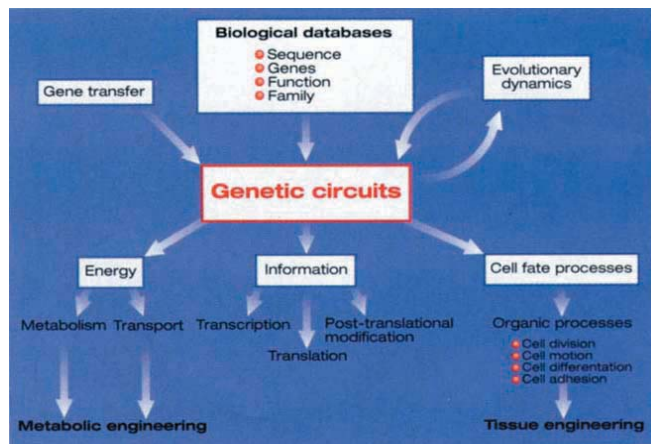 Biological databases
Sequence
Genes
Function
Family
Gene transfer
Evolutionary
dynamics
Genetic circuits
Energy
Information
Cell fate processes
Metabolism
Transport
Transcription
Translation
Post-translational
modification
Organic processes
Cell division
Cell motion
Cell differentation
Cell adhesion
Metabolic engineering
Tissue engineering